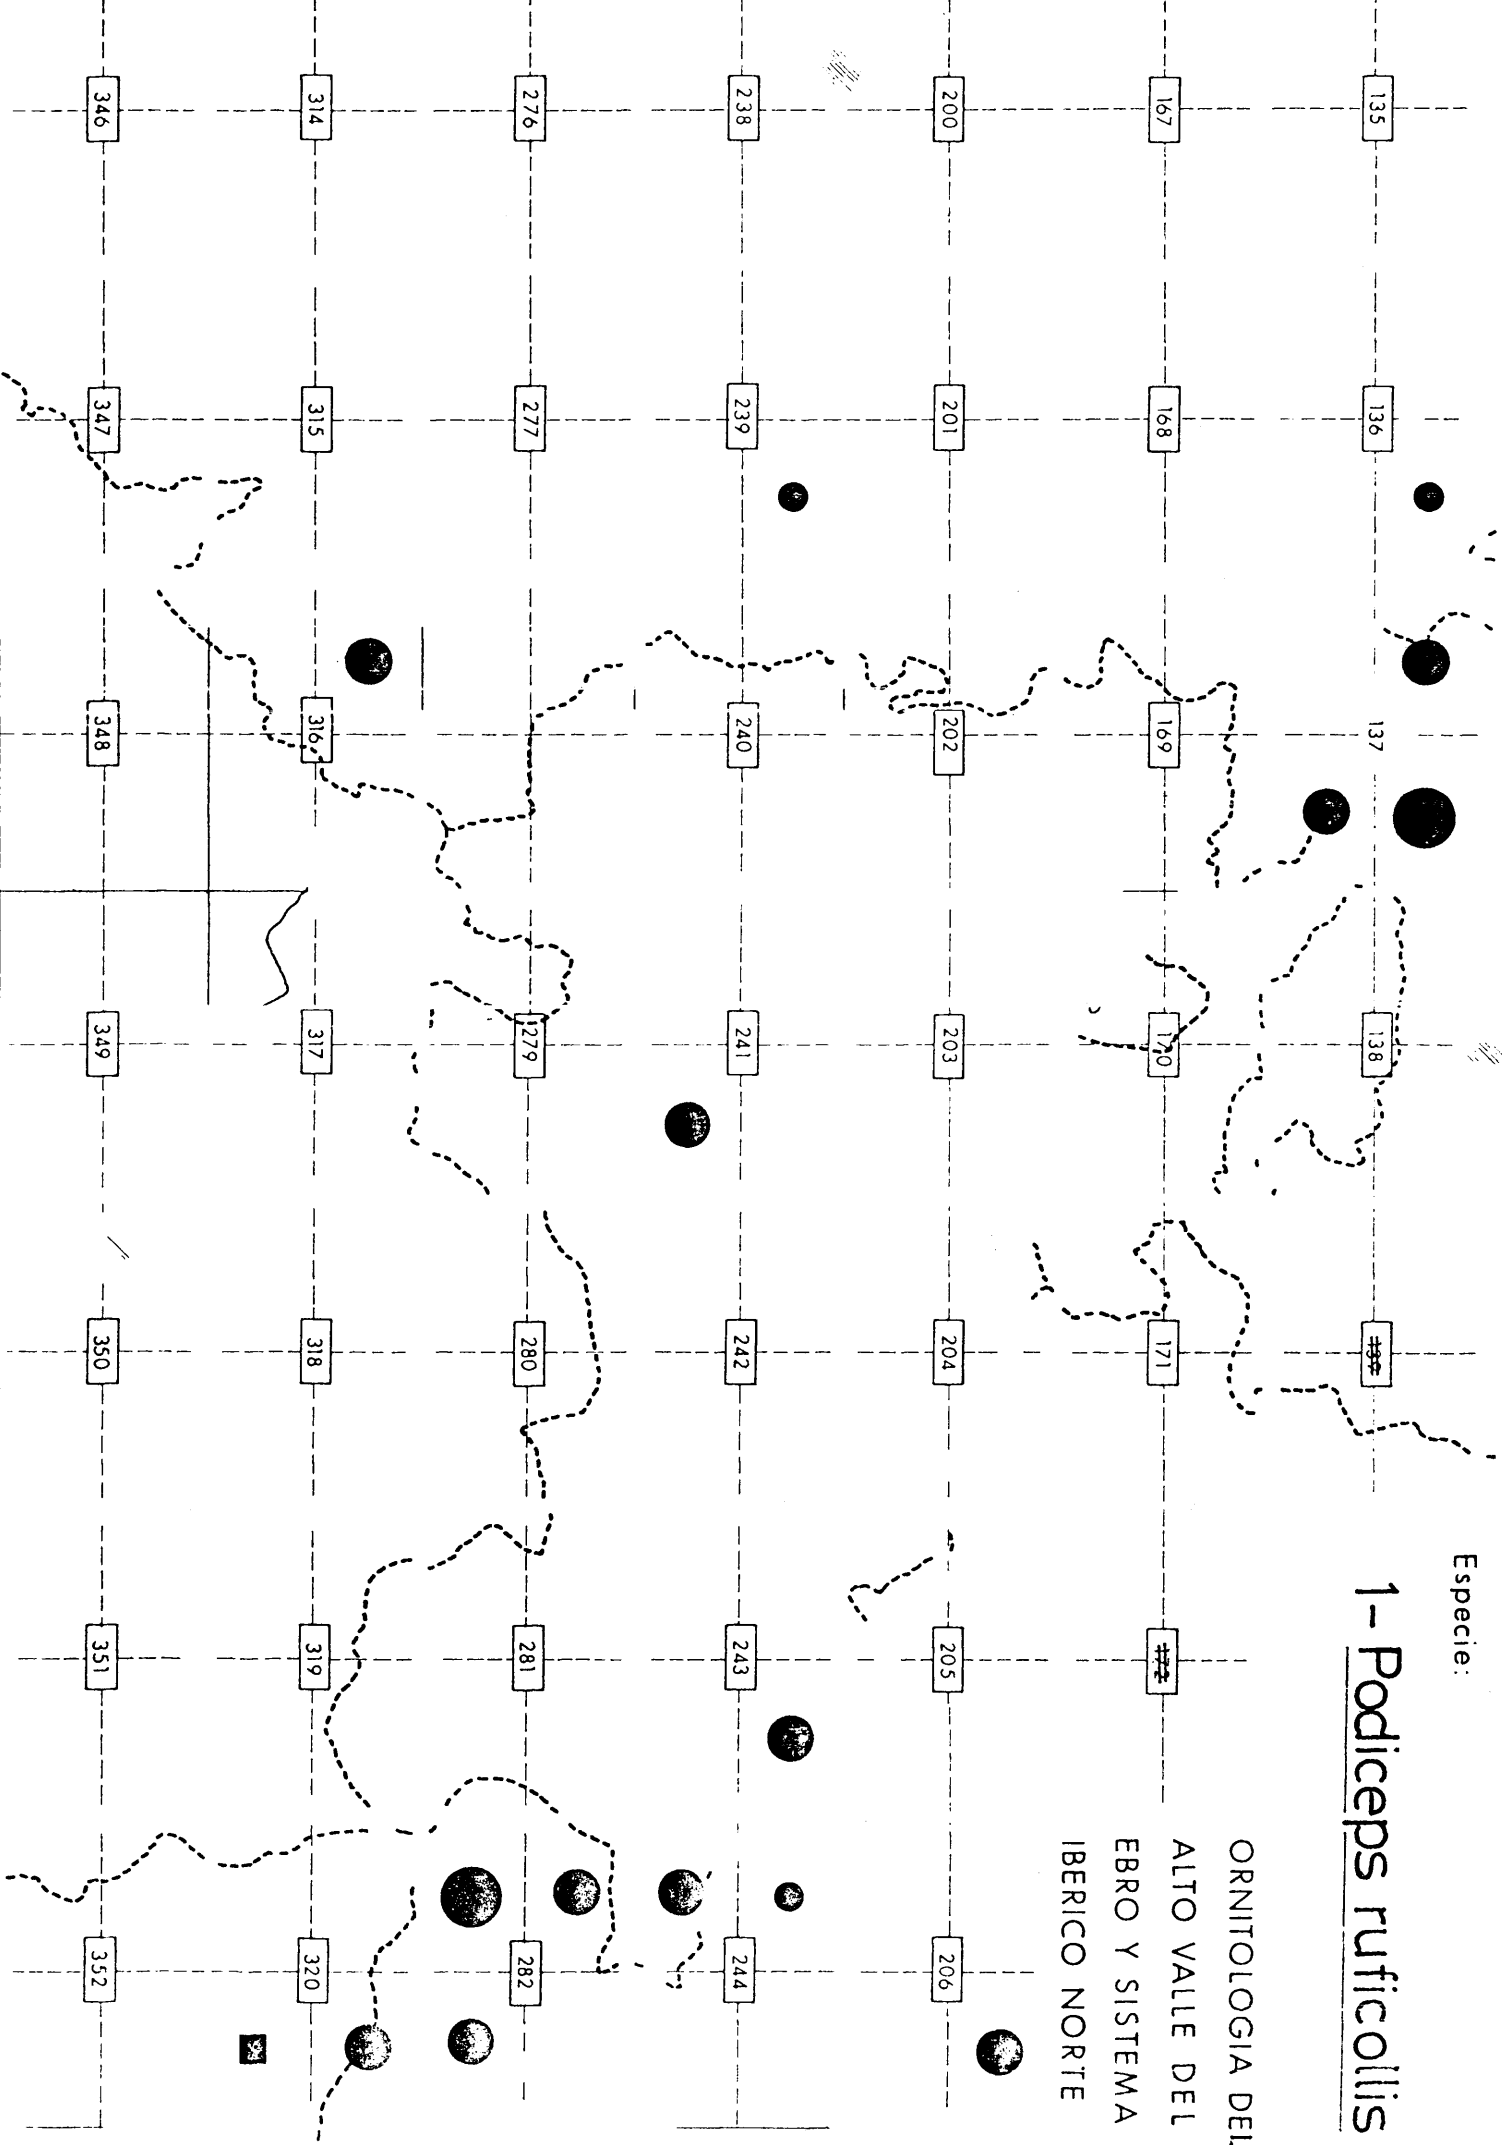 Especie:
1- Podiceps ruficollis
ORNITOLOGIA DEL
ALTO VALLE DEL
EBRO Y SISTEMA
IBERICO NORTE
135 136 137 138
167 168 169 170 171
200 201 202 203 204 205 206
238 239 240 241 242 243 244
276 277 279 280 281 282
314 315 316 317 318 319 320
346 347 348 349 350 351 352